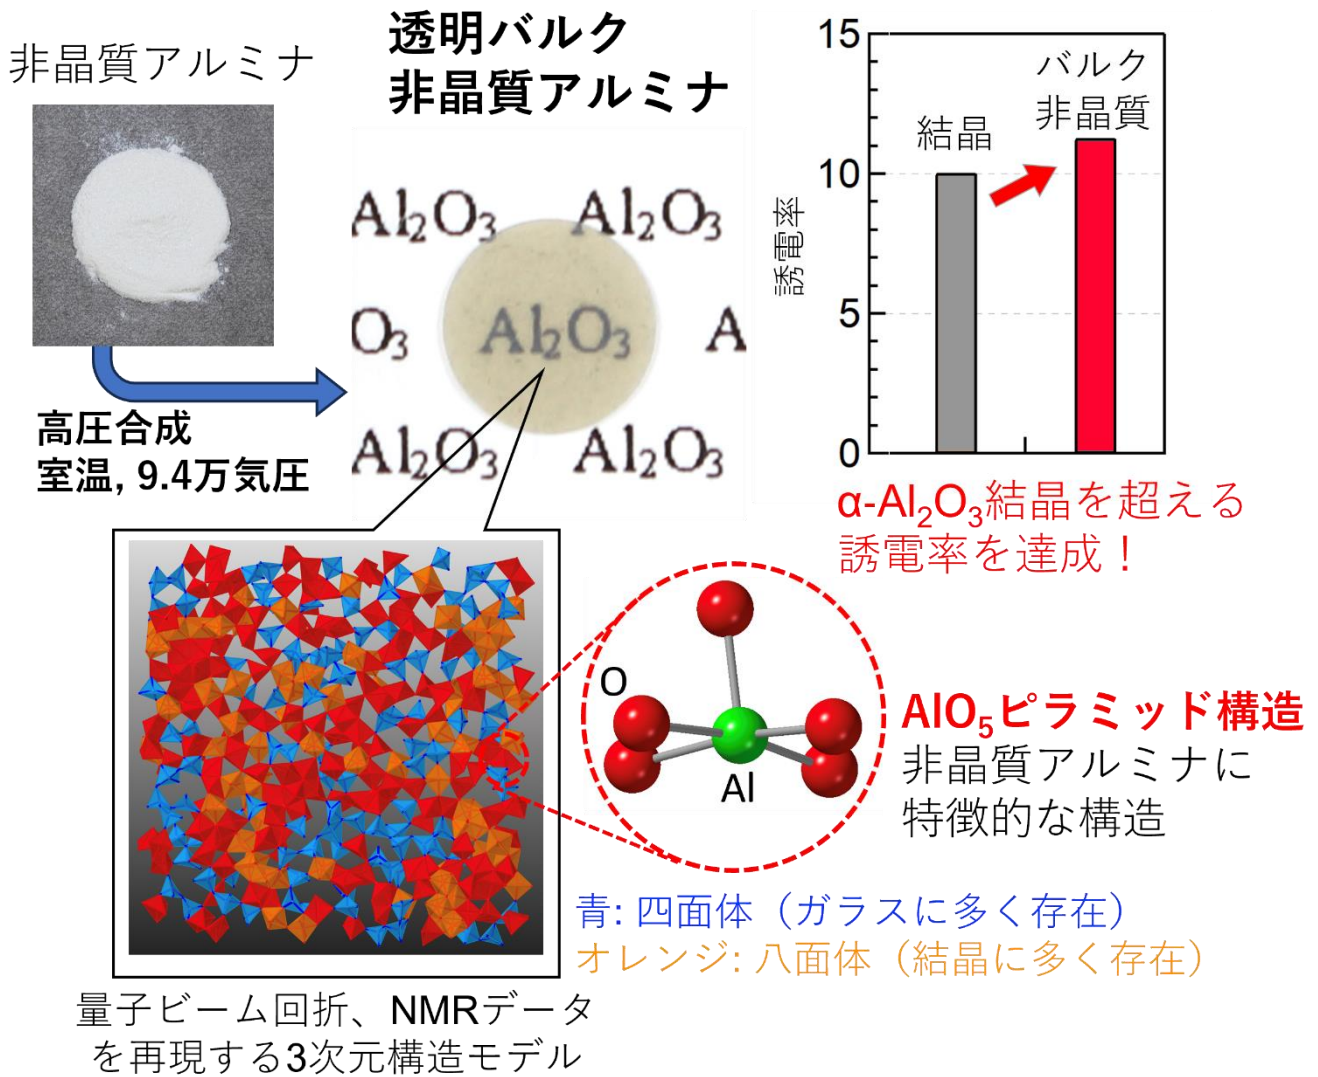 非晶質アルミナ
透明バルク
非晶質アルミナ
Al₂O₃ Al₂O₃
O₃ Al₂O₃ A
Al₂O₃ Al₂O₃
高圧合成
室温, 9.4万気圧
15
10
5
0
誘電率
結晶
バルク
非晶質
α-Al₂O₃結晶を超える
誘電率を達成！
O
Al
AlO₅ピラミッド構造
非晶質アルミナに
特徴的な構造
青: 四面体（ガラスに多く存在）
オレンジ: 八面体（結晶に多く存在）
量子ビーム回折、NMRデータ
を再現する3次元構造モデル